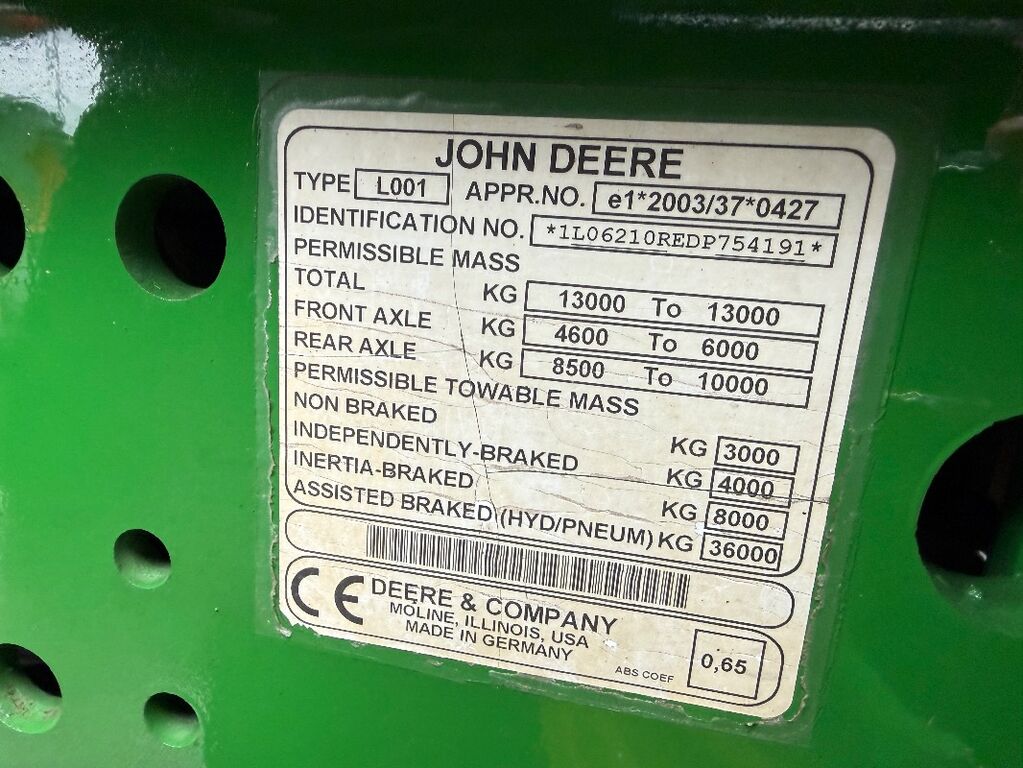 JOHN DEERE
TYPE L001 APPR.NO. e1*2003/37*0427
IDENTIFICATION NO. *1L06210REDP754191*
PERMISSIBLE MASS
TOTAL KG 13000 To 13000
FRONT AXLE KG 4600 To 6000
REAR AXLE KG 8500 To 10000
PERMISSIBLE TOWABLE MASS
NON BRAKED KG 3000
INDEPENDENTLY-BRAKED KG 4000
INERTIA-BRAKED KG 8000
ASSISTED BRAKED (HYD/PNEUM) KG 36000
CE DEERE & COMPANY
MOLINE, ILLINOIS, USA
MADE IN GERMANY
ABS COEF 0,65